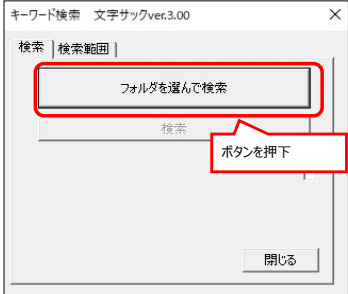 キーワード検索　文字サックver.3.00
検索
検索範囲
フォルダを選んで検索
検索
ボタンを押下
閉じる